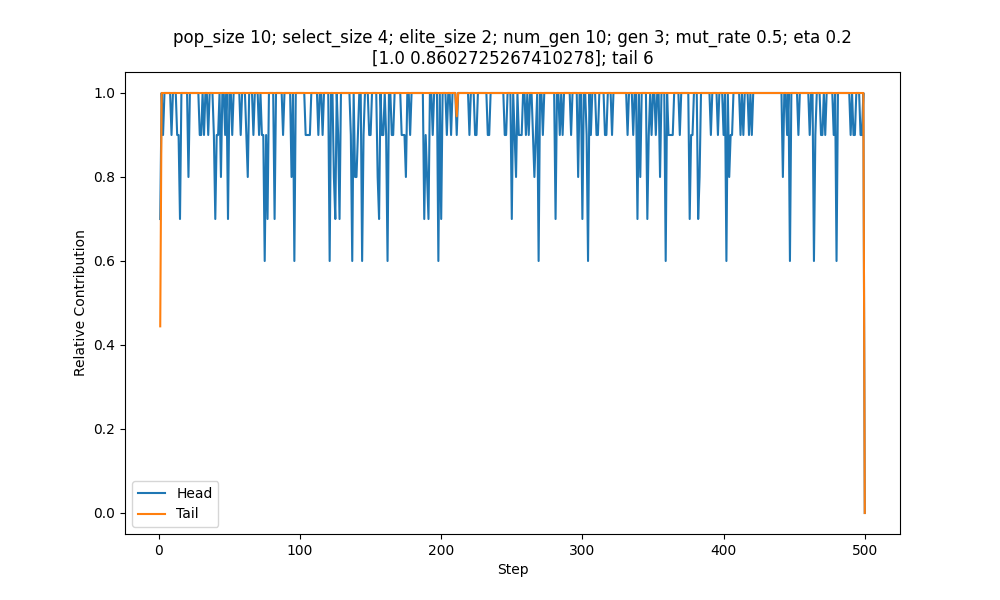 pop_size 10; select_size 4; elite_size 2; num_gen 10; gen 3; mut_rate 0.5; eta 0.2
[1.0 0.8602725267410278]; tail 6
1.0
0.8
0.6
0.4
0.2
0.0
Relative Contribution
Head
Tail
0
100
200
300
400
500
Step